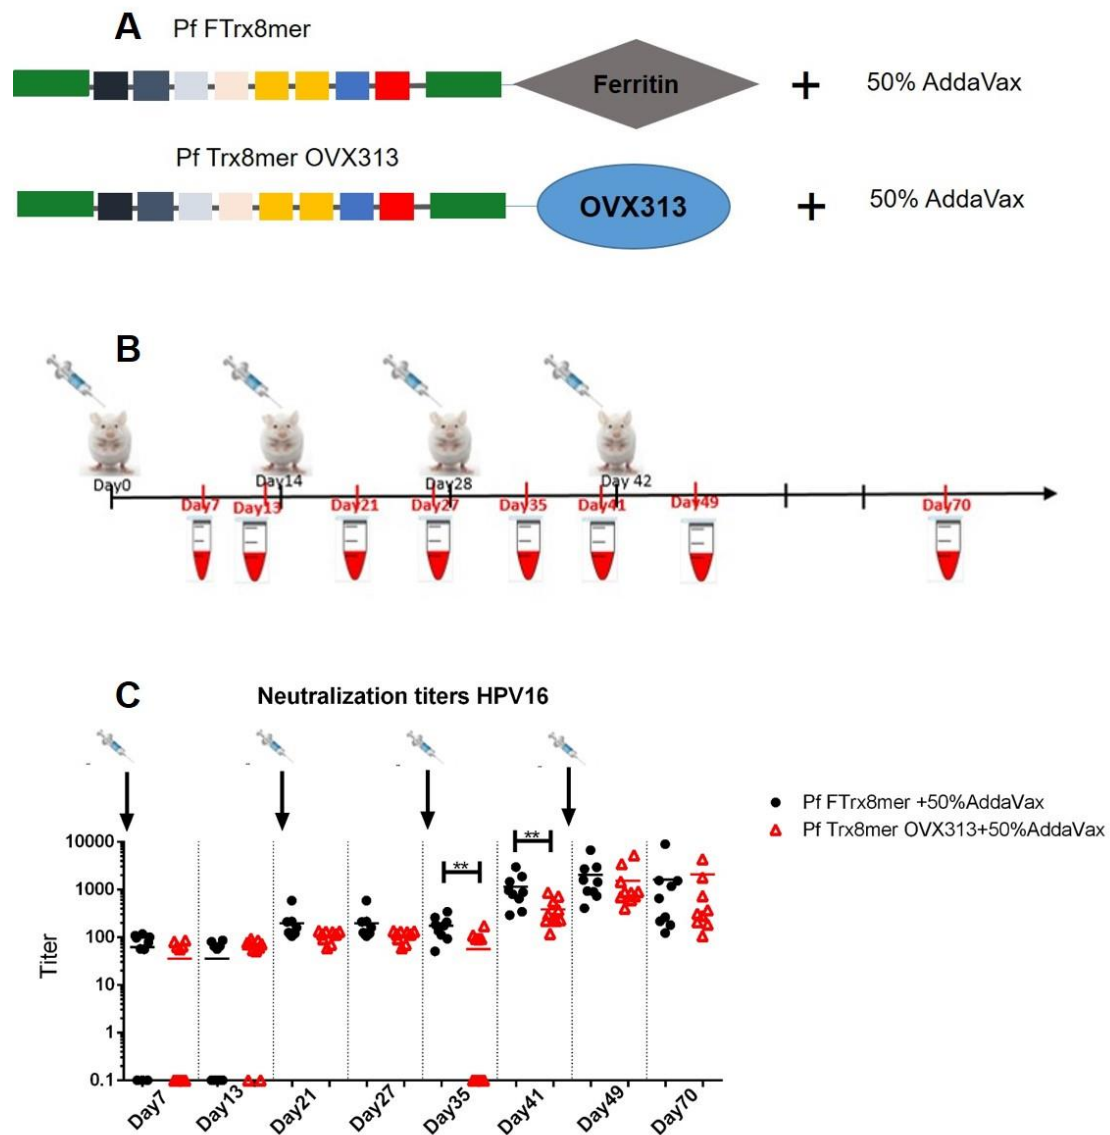 A
Pf FTrx8mer
Ferritin
+
50% AddaVax
Pf Trx8mer OVX313
OVX313
+
50% AddaVax
B
Day0
Day14
Day28
Day 42
Day7
Day13
Day21
Day27
Day35
Day41
Day49
Day70
C
Neutralization titers HPV16
Pf FTrx8mer +50%AddaVax
Pf Trx8mer OVX313+50%AddaVax
**
**
Titer
10000
1000
100
10
1
0.1
Day7
Day13
Day21
Day27
Day35
Day41
Day49
Day70